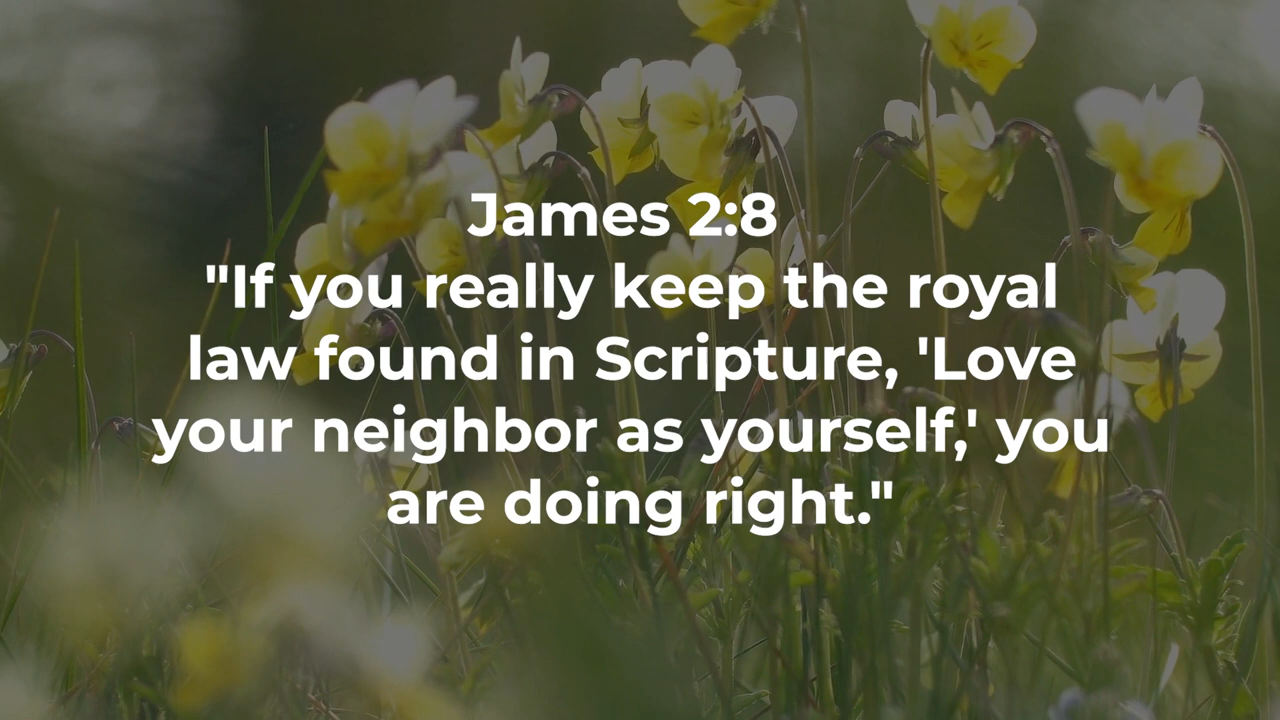 James 2:8
"If you really keep the royal
law found in Scripture, 'Love
your neighbor as yourself,' you
are doing right."